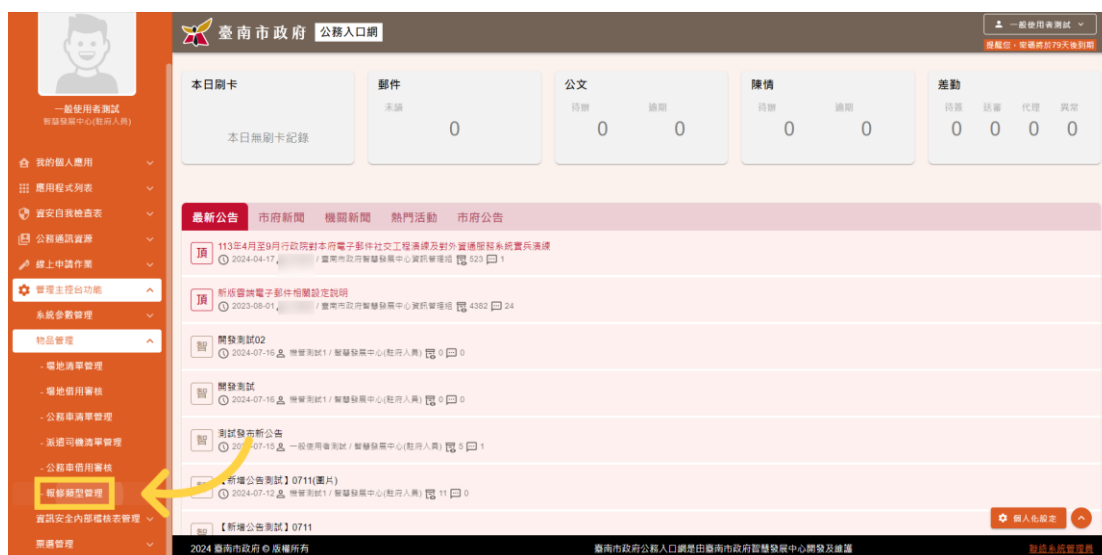 臺南市政府 公務入口網
一般使用者測試
提醒您，密碼將於79天後到期
一般使用者測試
智慧發展中心(駐府人員)
我的個人應用
應用程式列表
資安自我檢查表
公務通訊資源
線上申請作業
管理主控台功能
系統參數管理
物品管理
- 場地清單管理
- 場地借用審核
- 公務車清單管理
- 派遣司機清單管理
- 公務車借用審核
- 報修類型管理
資訊安全內部稽核表管理
票選管理
本日刷卡
本日無刷卡紀錄
郵件
未讀
0
公文
待辦 逾期
0 0
陳情
待辦 逾期
0 0
差勤
待簽 送審 代理 異常
0 0 0 0
最新公告 市府新聞 機關新聞 熱門活動 市府公告
頂 113年4月至9月行政院對本府電子郵件社交工程演練及對外資通服務系統實兵演練
2024-04-17, / 臺南市政府智慧發展中心資訊管理組 523 1
頂 新版雲端電子郵件相關設定說明
2023-08-01, / 臺南市政府智慧發展中心資訊管理組 4382 24
智 開發測試02
2024-07-16 機管測試1 / 智慧發展中心(駐府人員) 0 0
智 開發測試
2024-07-16 機管測試1 / 智慧發展中心(駐府人員) 0 0
智 測試發布新公告
07-15 一般使用者測試 / 智慧發展中心(駐府人員) 5 1
【新增公告測試】0711(圖片)
2024-07-12 機管測試1 / 智慧發展中心(駐府人員) 11 0
智 【新增公告測試】0711
個人化設定
2024 臺南市政府 © 版權所有
臺南市政府公務入口網是由臺南市政府智慧發展中心開發及維護
聯絡系統管理員